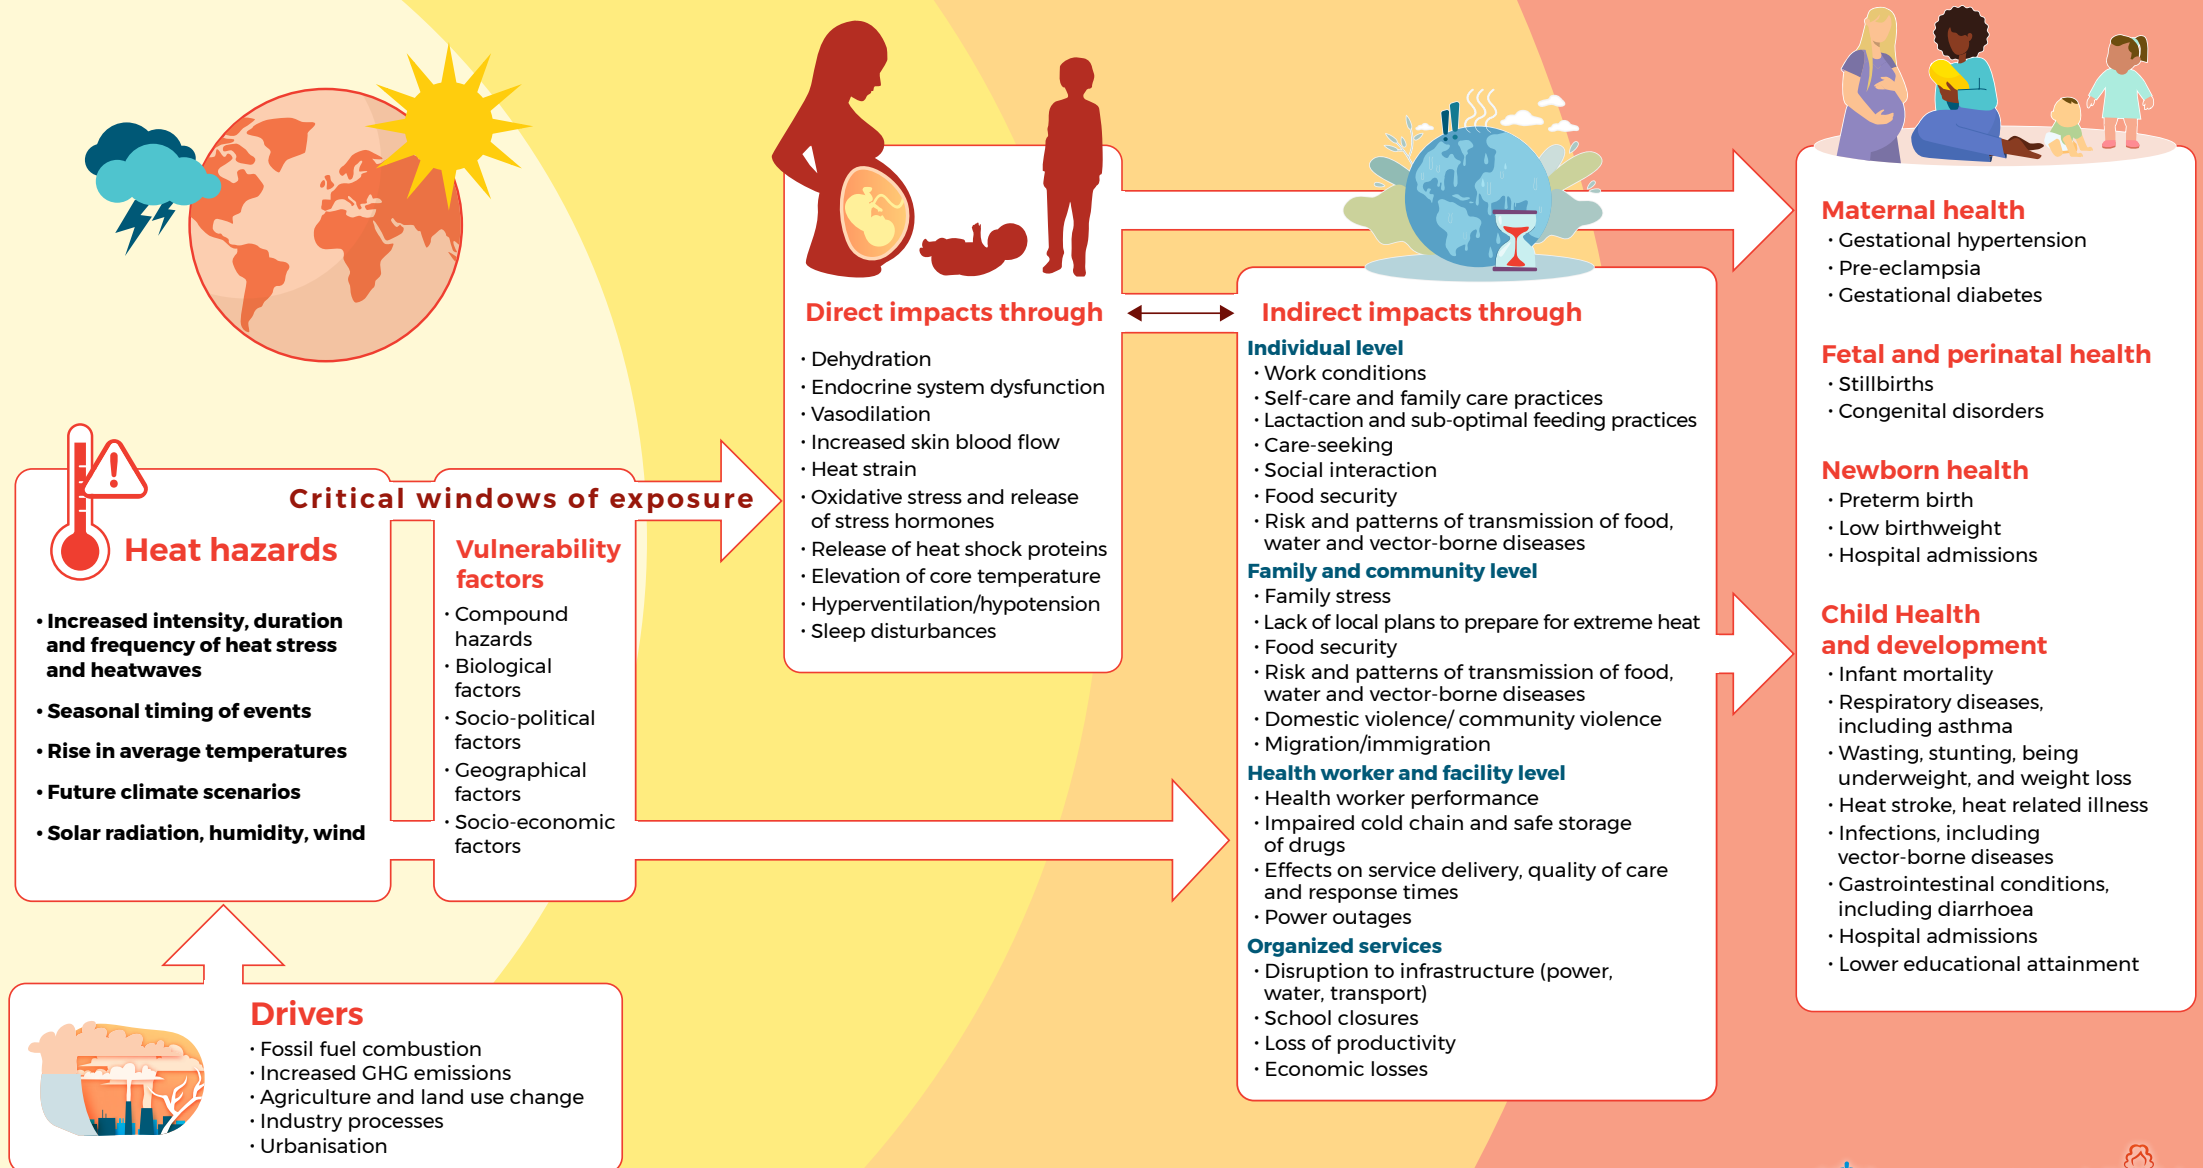 Critical windows of exposure
Heat hazards
• Increased intensity, duration
and frequency of heat stress
and heatwaves
• Seasonal timing of events
• Rise in average temperatures
• Future climate scenarios
• Solar radiation, humidity, wind
Vulnerability
factors
· Compound
hazards
· Biological
factors
· Socio-political
factors
· Geographical
factors
· Socio-economic
factors
Drivers
· Fossil fuel combustion
· Increased GHG emissions
· Agriculture and land use change
· Industry processes
· Urbanisation
Direct impacts through
· Dehydration
· Endocrine system dysfunction
· Vasodilation
· Increased skin blood flow
· Heat strain
· Oxidative stress and release
of stress hormones
· Release of heat shock proteins
· Elevation of core temperature
· Hyperventilation/hypotension
· Sleep disturbances
Indirect impacts through
Individual level
· Work conditions
· Self-care and family care practices
· Lactaction and sub-optimal feeding practices
· Care-seeking
· Social interaction
· Food security
· Risk and patterns of transmission of food,
water and vector-borne diseases
Family and community level
· Family stress
· Lack of local plans to prepare for extreme heat
· Food security
· Risk and patterns of transmission of food,
water and vector-borne diseases
· Domestic violence/ community violence
· Migration/immigration
Health worker and facility level
· Health worker performance
· Impaired cold chain and safe storage
of drugs
· Effects on service delivery, quality of care
and response times
· Power outages
Organized services
· Disruption to infrastructure (power,
water, transport)
· School closures
· Loss of productivity
· Economic losses
Maternal health
· Gestational hypertension
· Pre-eclampsia
· Gestational diabetes
Fetal and perinatal health
· Stillbirths
· Congenital disorders
Newborn health
· Preterm birth
· Low birthweight
· Hospital admissions
Child Health
and development
· Infant mortality
· Respiratory diseases,
including asthma
· Wasting, stunting, being
underweight, and weight loss
· Heat stroke, heat related illness
· Infections, including
vector-borne diseases
· Gastrointestinal conditions,
including diarrhoea
· Hospital admissions
· Lower educational attainment